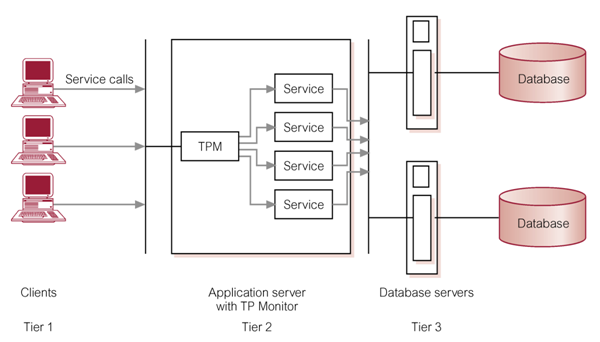 Service calls
TPM
Service
Service
Service
Service
Database
Database
Clients
Application server
with TP Monitor
Database servers
Tier 1
Tier 2
Tier 3